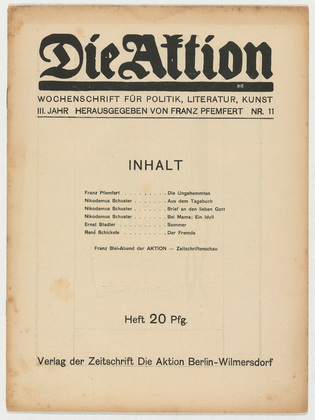 Die Aktion
WOCHENSCHRIFT FÜR POLITIK, LITERATUR, KUNST
III. JAHR HERAUSGEGEBEN VON FRANZ PFEMFERT NR. 11
INHALT
Franz Pfemfert . . . . . . . . . . Die Ungehemmten
Nikodemus Schuster . . . . . . . Aus dem Tagebuch
Nikodemus Schuster . . . . . . . Brief an den lieben Gott
Nikodemus Schuster . . . . . . . Bei Mama; Ein Idyll
Ernst Stadler . . . . . . . . . . Sommer
René Schickele . . . . . . . . . Der Fremde
Franz Blei-Abend der AKTION — Zeitschriftenschau
Heft 20 Pfg.
Verlag der Zeitschrift Die Aktion Berlin-Wilmersdorf